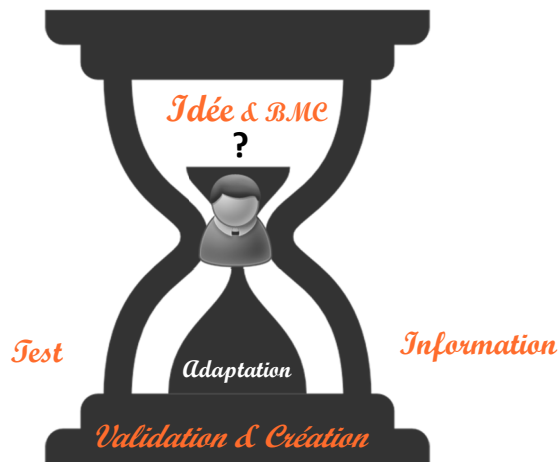 Idée & BMC
?
Test
Information
Adaptation
Validation & Création